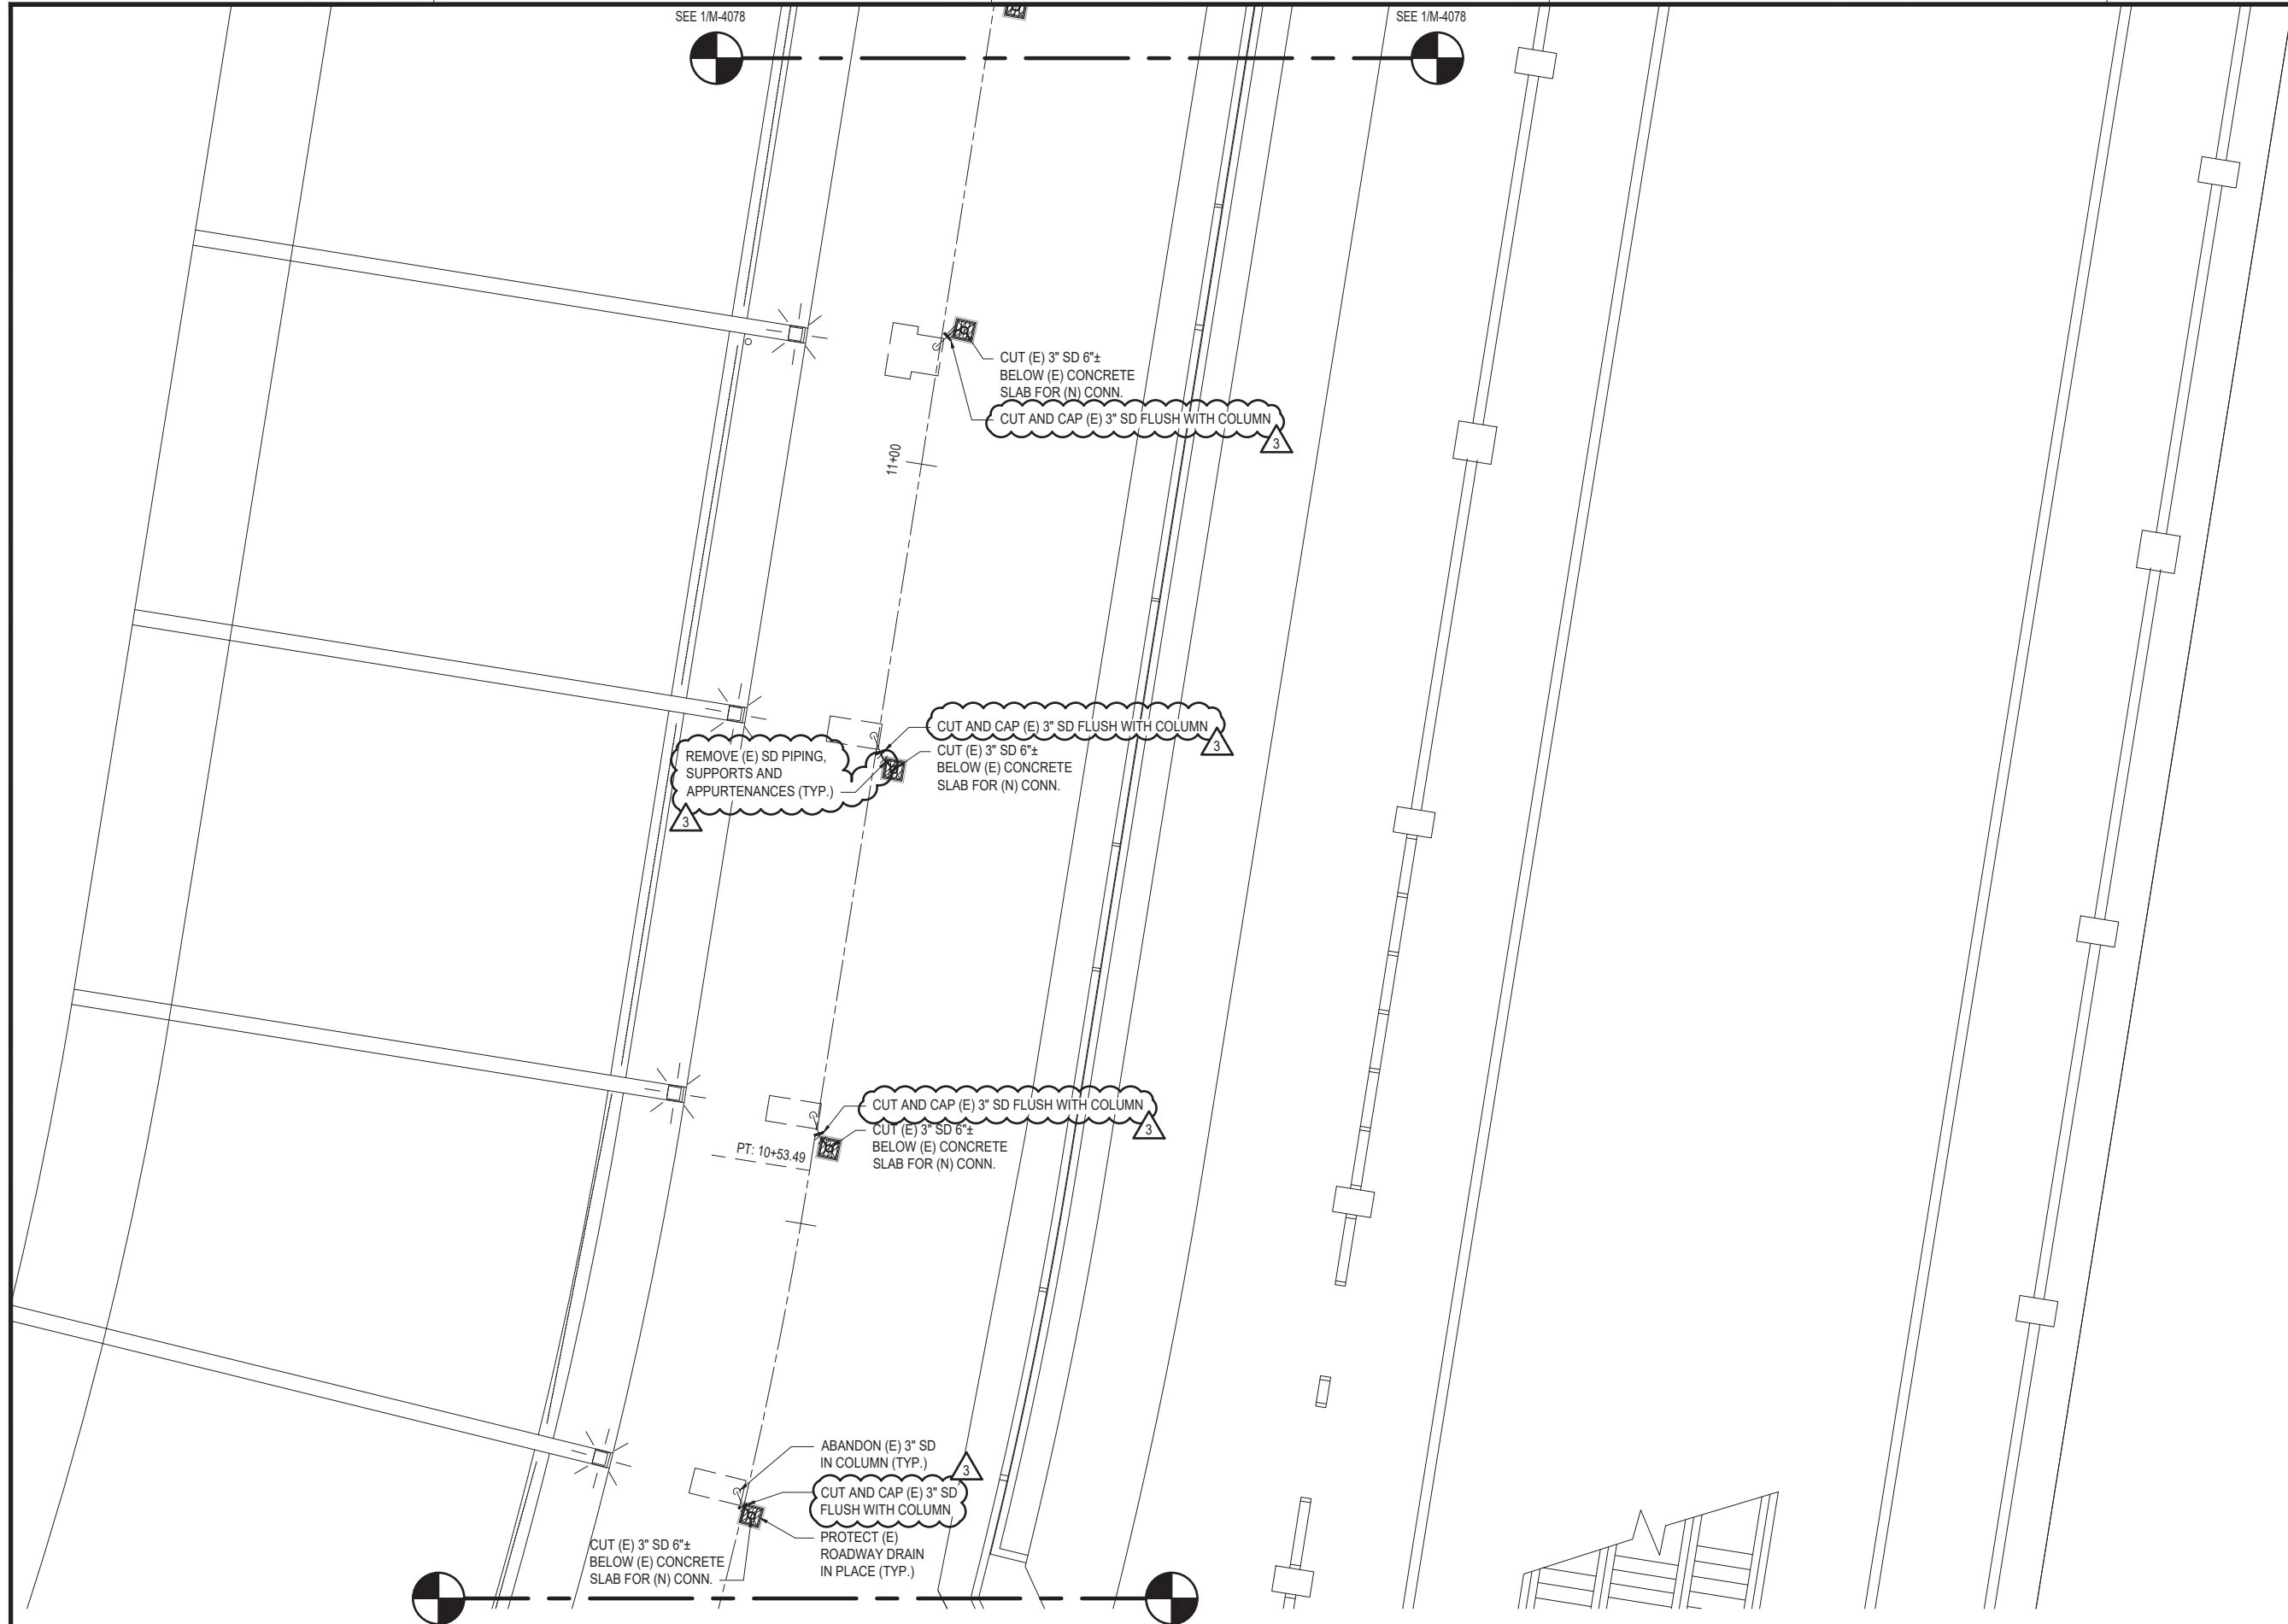 SEE 1/M-4078
SEE 1/M-4078
CUT (E) 3" SD 6"±
BELOW (E) CONCRETE
SLAB FOR (N) CONN.
CUT AND CAP (E) 3" SD FLUSH WITH COLUMN
3
11+00
CUT AND CAP (E) 3" SD FLUSH WITH COLUMN
3
CUT (E) 3" SD 6"±
BELOW (E) CONCRETE
SLAB FOR (N) CONN.
REMOVE (E) SD PIPING,
SUPPORTS AND
APPURTENANCES (TYP.)
3
CUT AND CAP (E) 3" SD FLUSH WITH COLUMN
3
CUT (E) 3" SD 6"±
BELOW (E) CONCRETE
SLAB FOR (N) CONN.
PT: 10+53.49
ABANDON (E) 3" SD
IN COLUMN (TYP.)
3
CUT AND CAP (E) 3" SD
FLUSH WITH COLUMN
PROTECT (E)
ROADWAY DRAIN
IN PLACE (TYP.)
CUT (E) 3" SD 6"±
BELOW (E) CONCRETE
SLAB FOR (N) CONN.